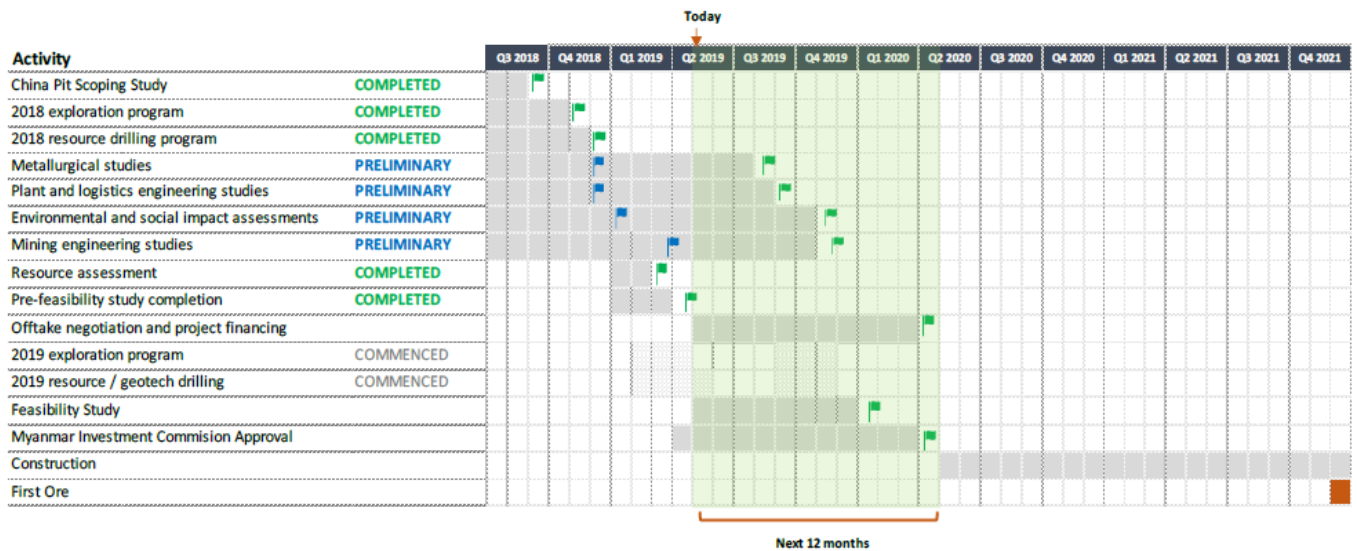 Today
Activity Q3 2018 Q4 2018 Q1 2019 Q2 2019 Q3 2019 Q4 2019 Q1 2020 Q2 2020 Q3 2020 Q4 2020 Q1 2021 Q2 2021 Q3 2021 Q4 2021
China Pit Scoping Study COMPLETED
2018 exploration program COMPLETED
2018 resource drilling program COMPLETED
Metallurgical studies PRELIMINARY
Plant and logistics engineering studies PRELIMINARY
Environmental and social impact assessments PRELIMINARY
Mining engineering studies PRELIMINARY
Resource assessment COMPLETED
Pre-feasibility study completion COMPLETED
Offtake negotiation and project financing
2019 exploration program COMMENCED
2019 resource / geotech drilling COMMENCED
Feasibility Study
Myanmar Investment Commision Approval
Construction
First Ore
Next 12 months